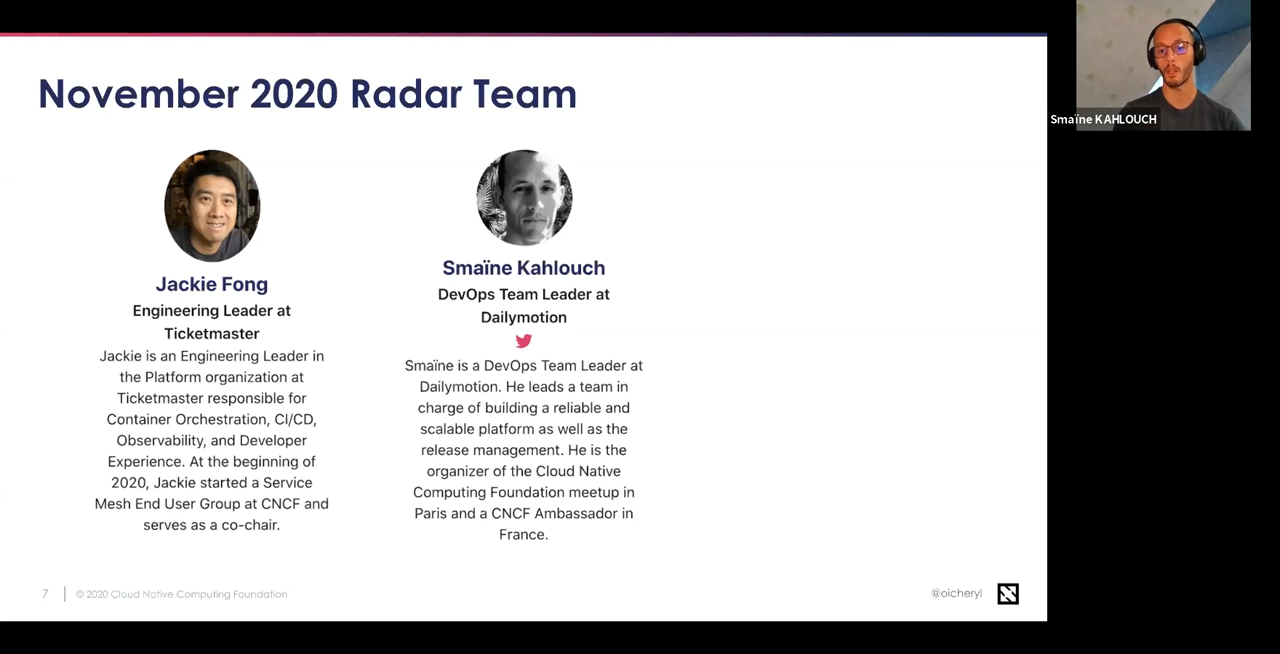 November 2020 Radar Team
Smaïne KAHLOUCH
Jackie Fong
Engineering Leader at
Ticketmaster
Jackie is an Engineering Leader in
the Platform organization at
Ticketmaster responsible for
Container Orchestration, CI/CD,
Observability, and Developer
Experience. At the beginning of
2020, Jackie started a Service
Mesh End User Group at CNCF and
serves as a co-chair.
Smaïne Kahlouch
DevOps Team Leader at
Dailymotion
Smaïne is a DevOps Team Leader at
Dailymotion. He leads a team in
charge of building a reliable and
scalable platform as well as the
release management. He is the
organizer of the Cloud Native
Computing Foundation meetup in
Paris and a CNCF Ambassador in
France.
7
© 2020 Cloud Native Computing Foundation
@oicheryl